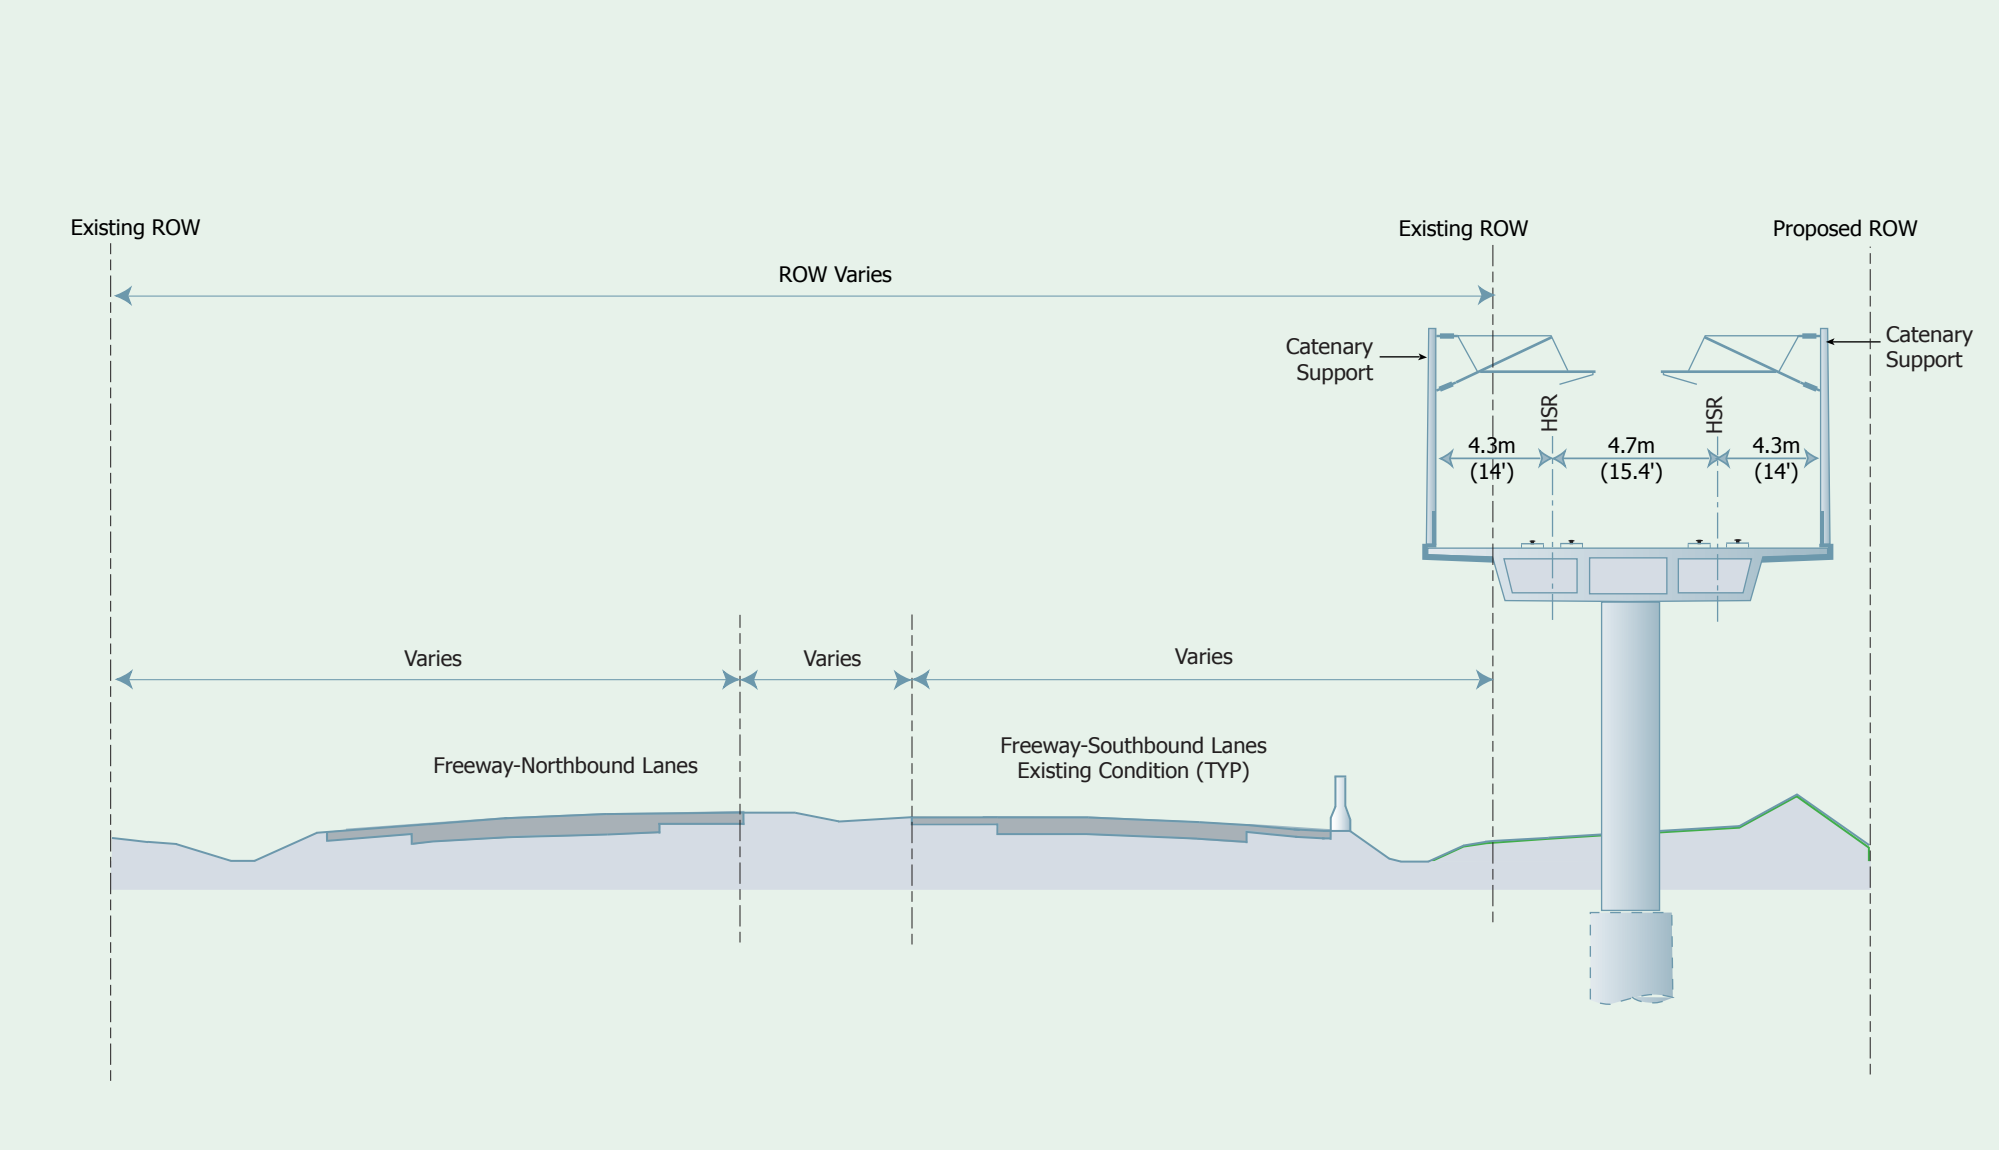 Existing ROW
Existing ROW
Proposed ROW
ROW Varies
Catenary
Support
Catenary
Support
HSR
HSR
4.3m
(14')
4.7m
(15.4')
4.3m
(14')
Varies
Varies
Varies
Freeway-Northbound Lanes
Freeway-Southbound Lanes
Existing Condition (TYP)